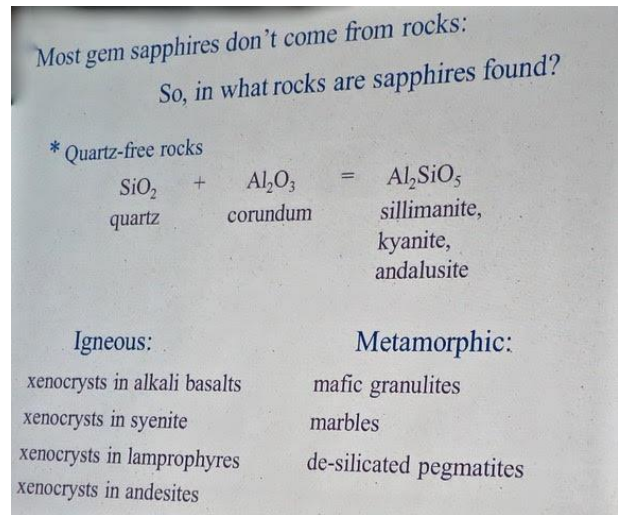 Most gem sapphires don't come from rocks:
So, in what rocks are sapphires found?
* Quartz-free rocks
SiO₂ + Al₂O₃ = Al₂SiO₅
quartz corundum sillimanite,
kyanite,
andalusite
Igneous: Metamorphic:
xenocrysts in alkali basalts mafic granulites
xenocrysts in syenite marbles
xenocrysts in lamprophyres de-silicated pegmatites
xenocrysts in andesites